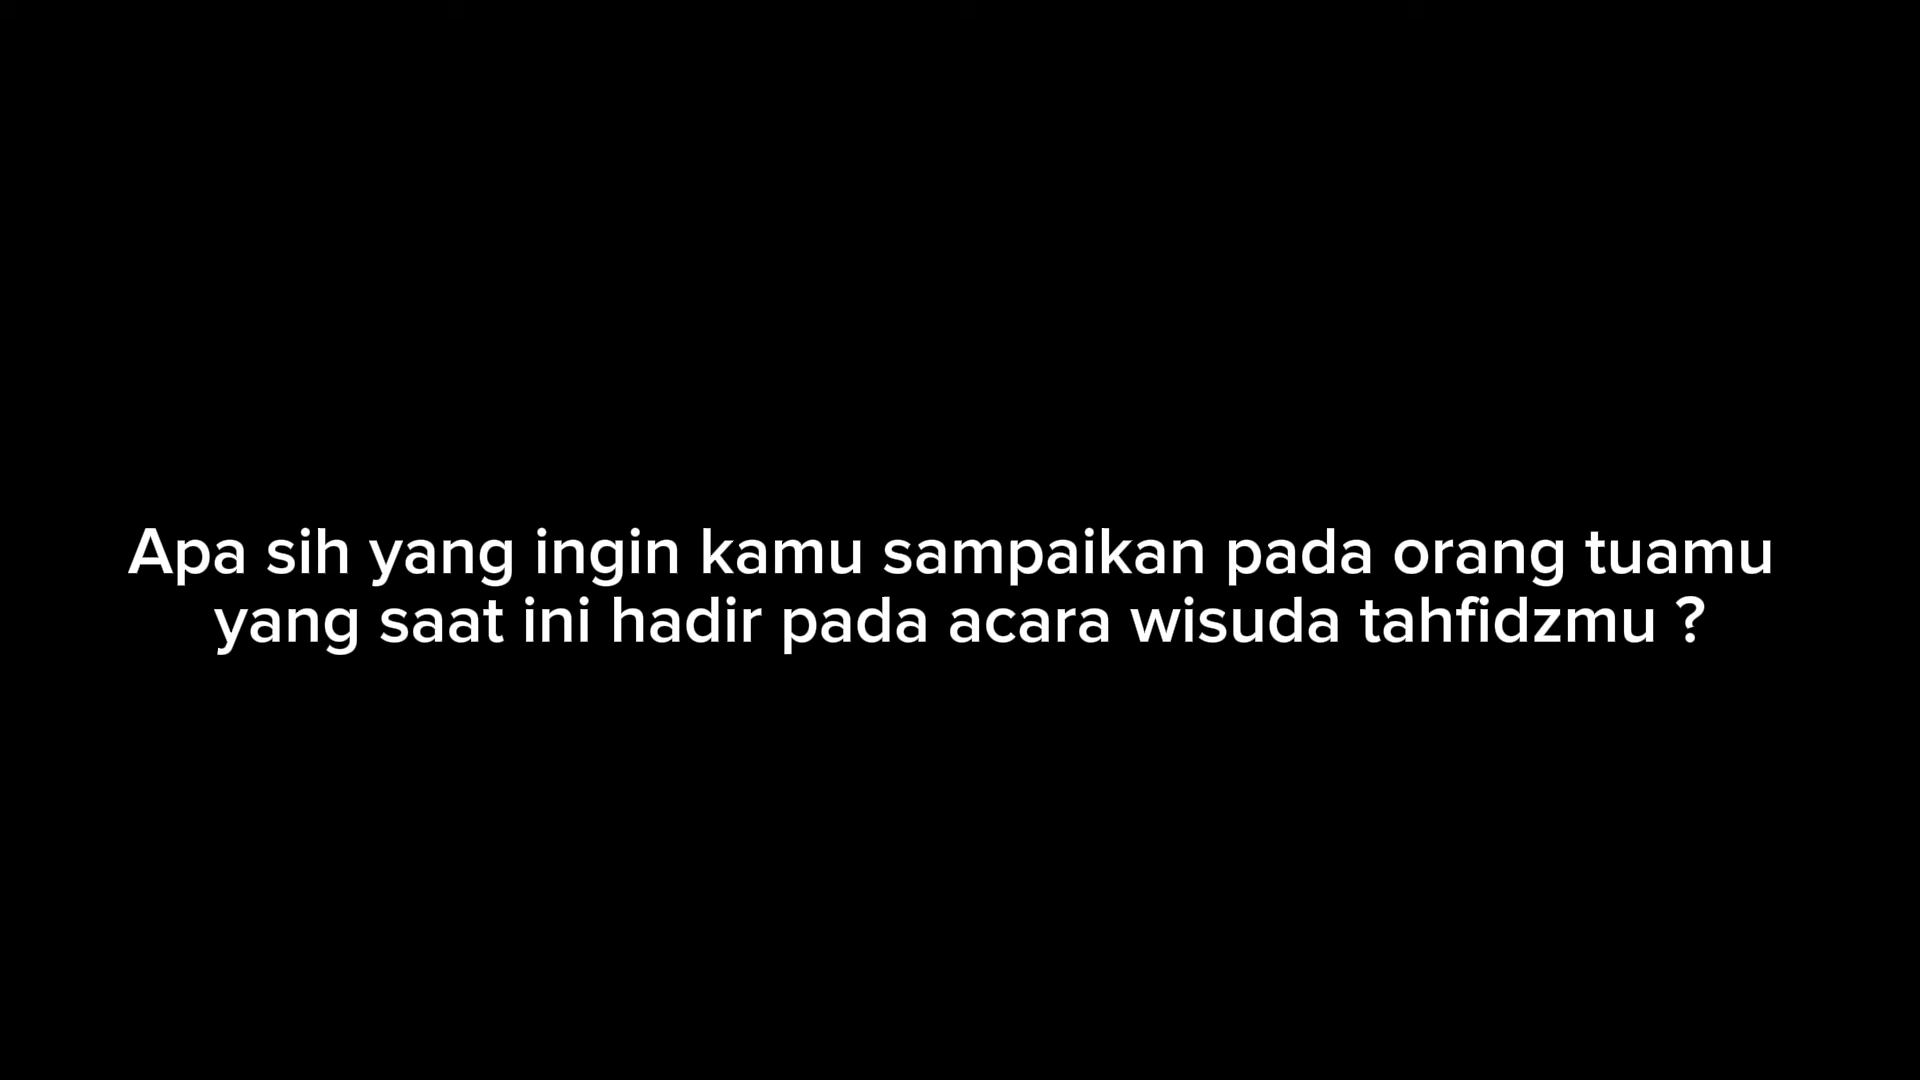 Apa sih yang ingin kamu sampaikan pada orang tuamu
yang saat ini hadir pada acara wisuda tahfidzmu ?